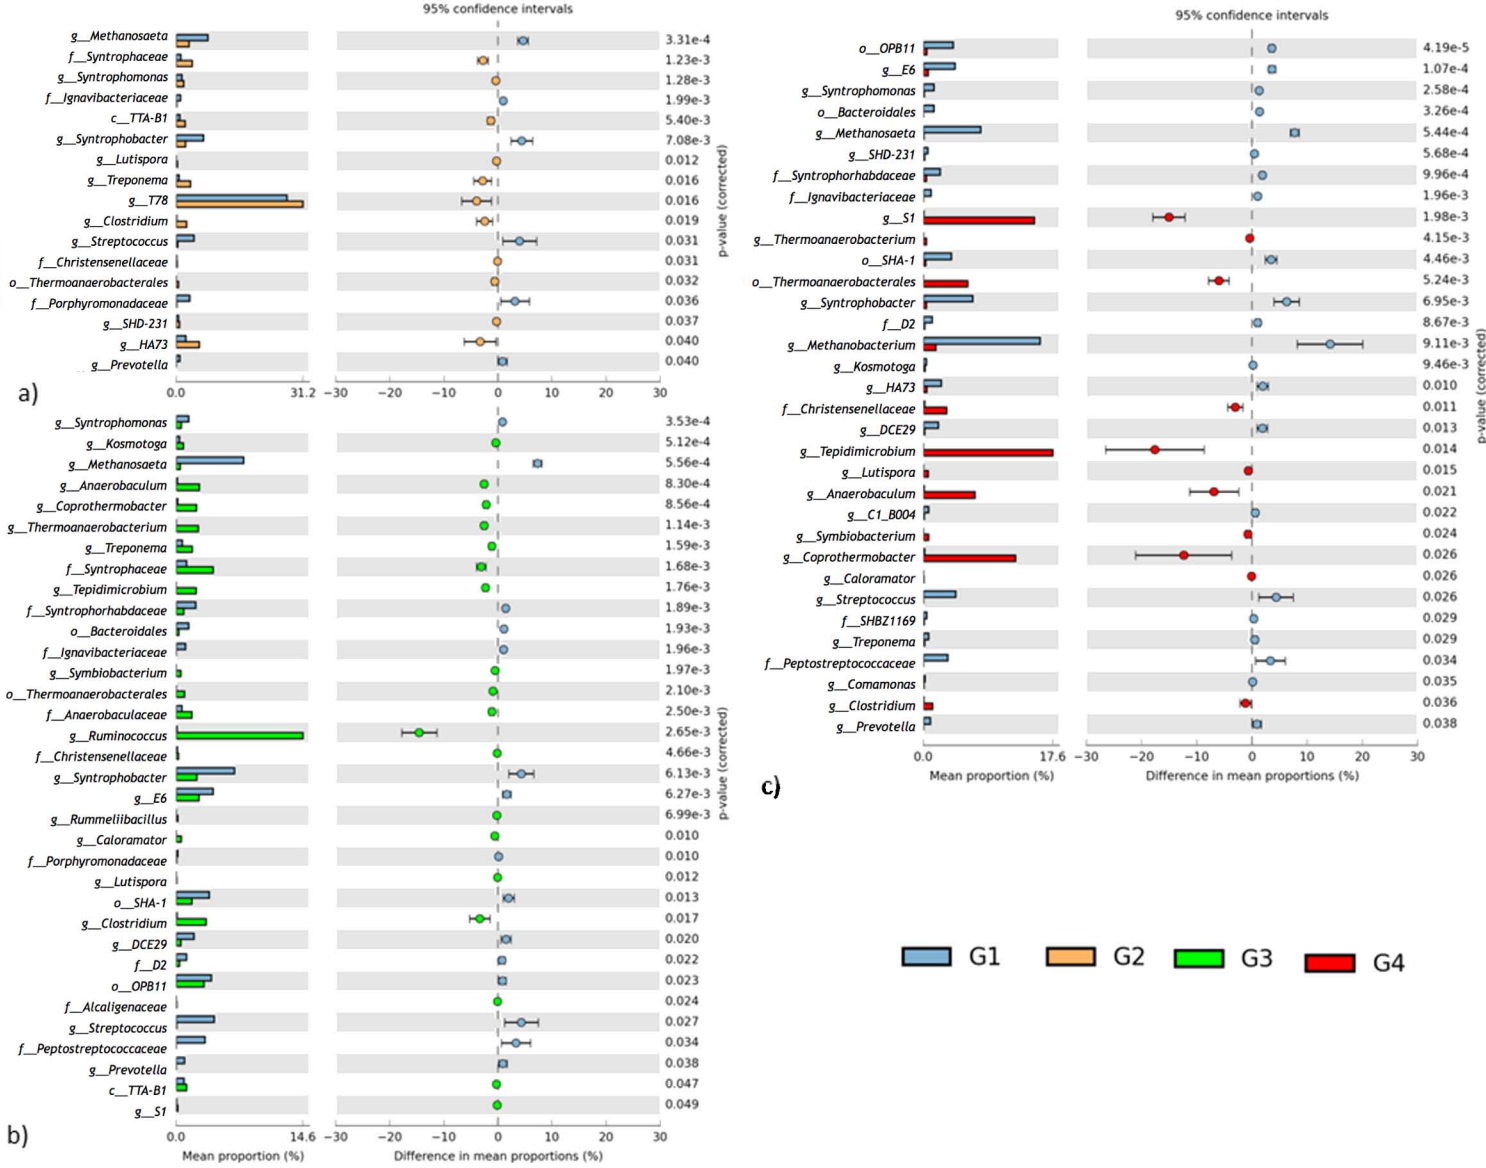 95% confidence intervals
g__Methanosaeta 3.31e-4
f__Syntrophaceae 1.23e-3
g__Syntrophomonas 1.28e-3
f__Ignavibacteriaceae 1.99e-3
c__TTA-B1 5.40e-3
g__Syntrophobacter 7.08e-3
g__Lutispora 0.012
g__Treponema 0.016
g__T78 0.016
g__Clostridium 0.019
g__Streptococcus 0.031
f__Christensenellaceae 0.031
o__Thermoanaerobacterales 0.032
f__Porphyromonadaceae 0.036
g__SHD-231 0.037
g__HA73 0.040
g__Prevotella 0.040
p-value (corrected)
a)
0.0 31.2 −30 −20 −10 0 10 20 30
g__Syntrophomonas 3.53e-4
g__Kosmotoga 5.12e-4
g__Methanosaeta 5.56e-4
g__Anaerobaculum 8.30e-4
g__Coprothermobacter 8.56e-4
g__Thermoanaerobacterium 1.14e-3
g__Treponema 1.59e-3
f__Syntrophaceae 1.68e-3
g__Tepidimicrobium 1.76e-3
f__Syntrophorhabdaceae 1.89e-3
o__Bacteroidales 1.93e-3
f__Ignavibacteriaceae 1.96e-3
g__Symbiobacterium 1.97e-3
o__Thermoanaerobacterales 2.10e-3
f__Anaerobaculaceae 2.50e-3
g__Ruminococcus 2.65e-3
f__Christensenellaceae 4.66e-3
g__Syntrophobacter 6.13e-3
g__E6 6.27e-3
g__Rummeliibacillus 6.99e-3
g__Caloramator 0.010
f__Porphyromonadaceae 0.010
g__Lutispora 0.012
o__SHA-1 0.013
g__Clostridium 0.017
g__DCE29 0.020
f__D2 0.022
o__OPB11 0.023
f__Alcaligenaceae 0.024
g__Streptococcus 0.027
f__Peptostreptococcaceae 0.034
g__Prevotella 0.038
c__TTA-B1 0.047
g__S1 0.049
p-value (corrected)
b)
0.0 14.6 −30 −20 −10 0 10 20 30
Mean proportion (%) Difference in mean proportions (%)
95% confidence intervals
o__OPB11 4.19e-5
g__E6 1.07e-4
g__Syntrophomonas 2.58e-4
o__Bacteroidales 3.26e-4
g__Methanosaeta 5.44e-4
g__SHD-231 5.68e-4
f__Syntrophorhabdaceae 9.96e-4
f__Ignavibacteriaceae 1.96e-3
g__S1 1.98e-3
g__Thermoanaerobacterium 4.15e-3
o__SHA-1 4.46e-3
o__Thermoanaerobacterales 5.24e-3
g__Syntrophobacter 6.95e-3
f__D2 8.67e-3
g__Methanobacterium 9.11e-3
g__Kosmotoga 9.46e-3
g__HA73 0.010
f__Christensenellaceae 0.011
g__DCE29 0.013
g__Tepidimicrobium 0.014
g__Lutispora 0.015
g__Anaerobaculum 0.021
g__C1_B004 0.022
g__Symbiobacterium 0.024
g__Coprothermobacter 0.026
g__Caloramator 0.026
g__Streptococcus 0.026
f__SHBZ1169 0.029
g__Treponema 0.029
f__Peptostreptococcaceae 0.034
g__Comamonas 0.035
g__Clostridium 0.036
g__Prevotella 0.038
p-value (corrected)
0.0 17.6 −30 −20 −10 0 10 20 30
Mean proportion (%) Difference in mean proportions (%)
c)
G1 G2 G3 G4